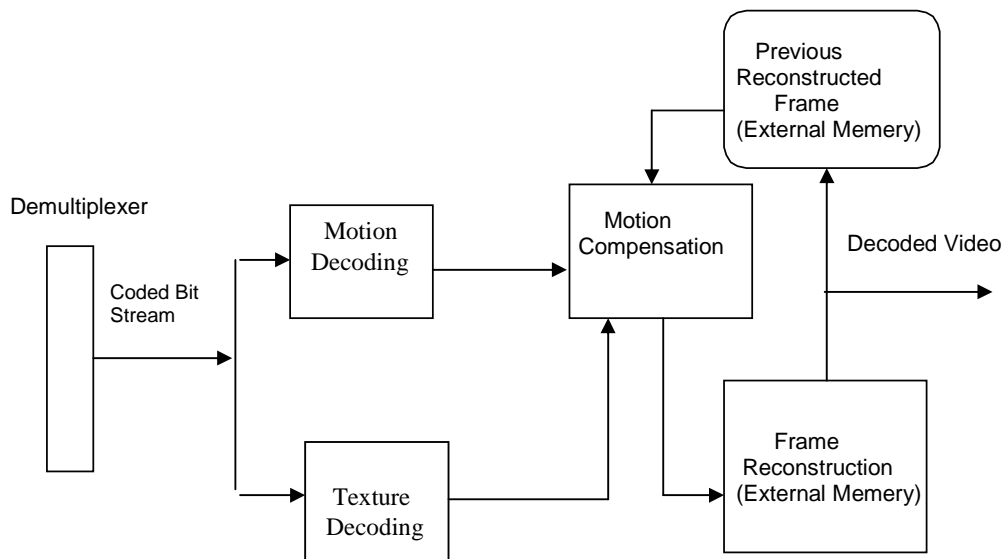 Previous
Reconstructed
Frame
(External Memery)
Demultiplexer
Motion
Decoding
Motion
Compensation
Decoded Video
Coded Bit
Stream
Frame
Reconstruction
(External Memery)
Texture
Decoding